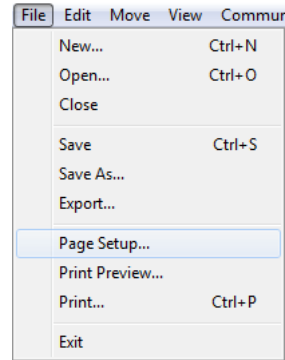 File Edit Move View Commur
New... Ctrl+N
Open... Ctrl+O
Close
Save Ctrl+S
Save As...
Export...
Page Setup...
Print Preview...
Print... Ctrl+P
Exit